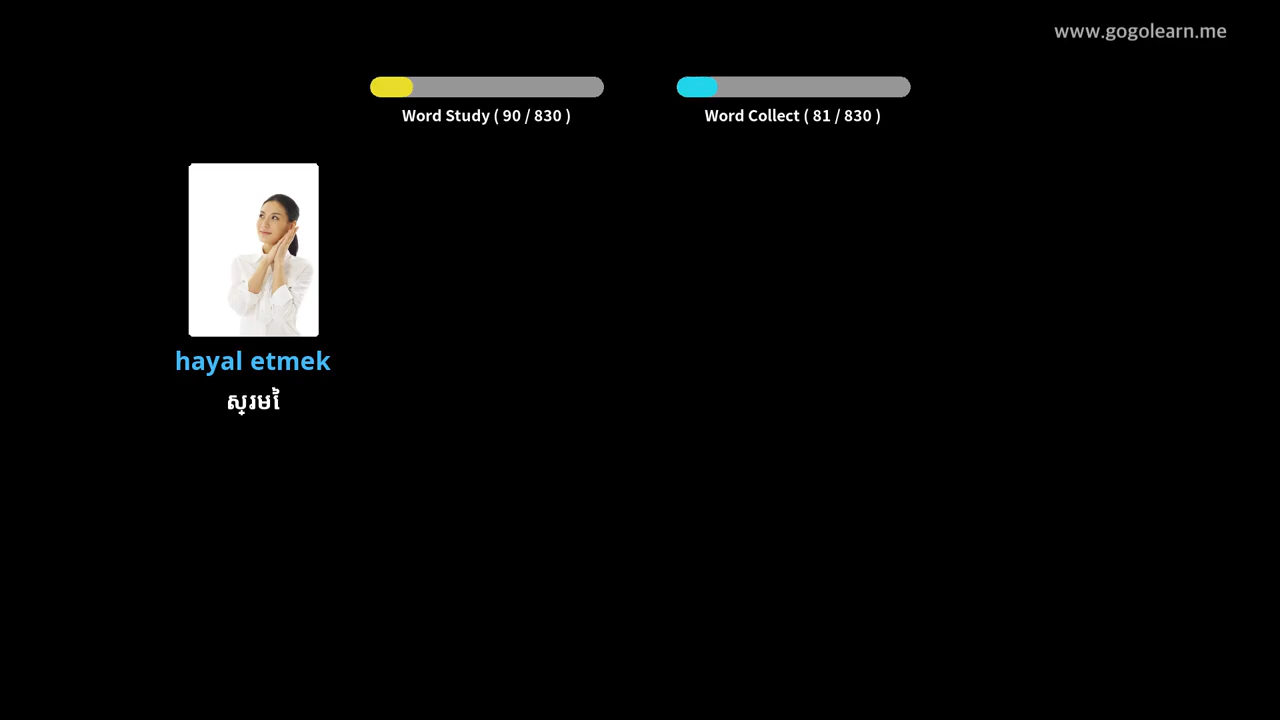 www.gogolearn.me
Word Study ( 90 / 830 )
Word Collect ( 81 / 830 )
hayal etmek
ស្រមៃ